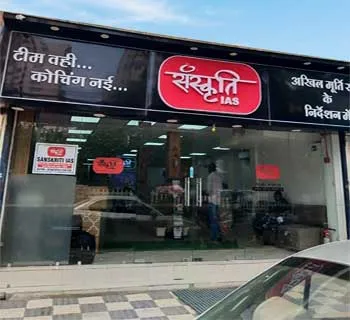 टीम वही...
कोचिंग नई...
संस्कृति
IAS
अखिल मूर्ति
के
निर्देशन में
SANSKRITI IAS